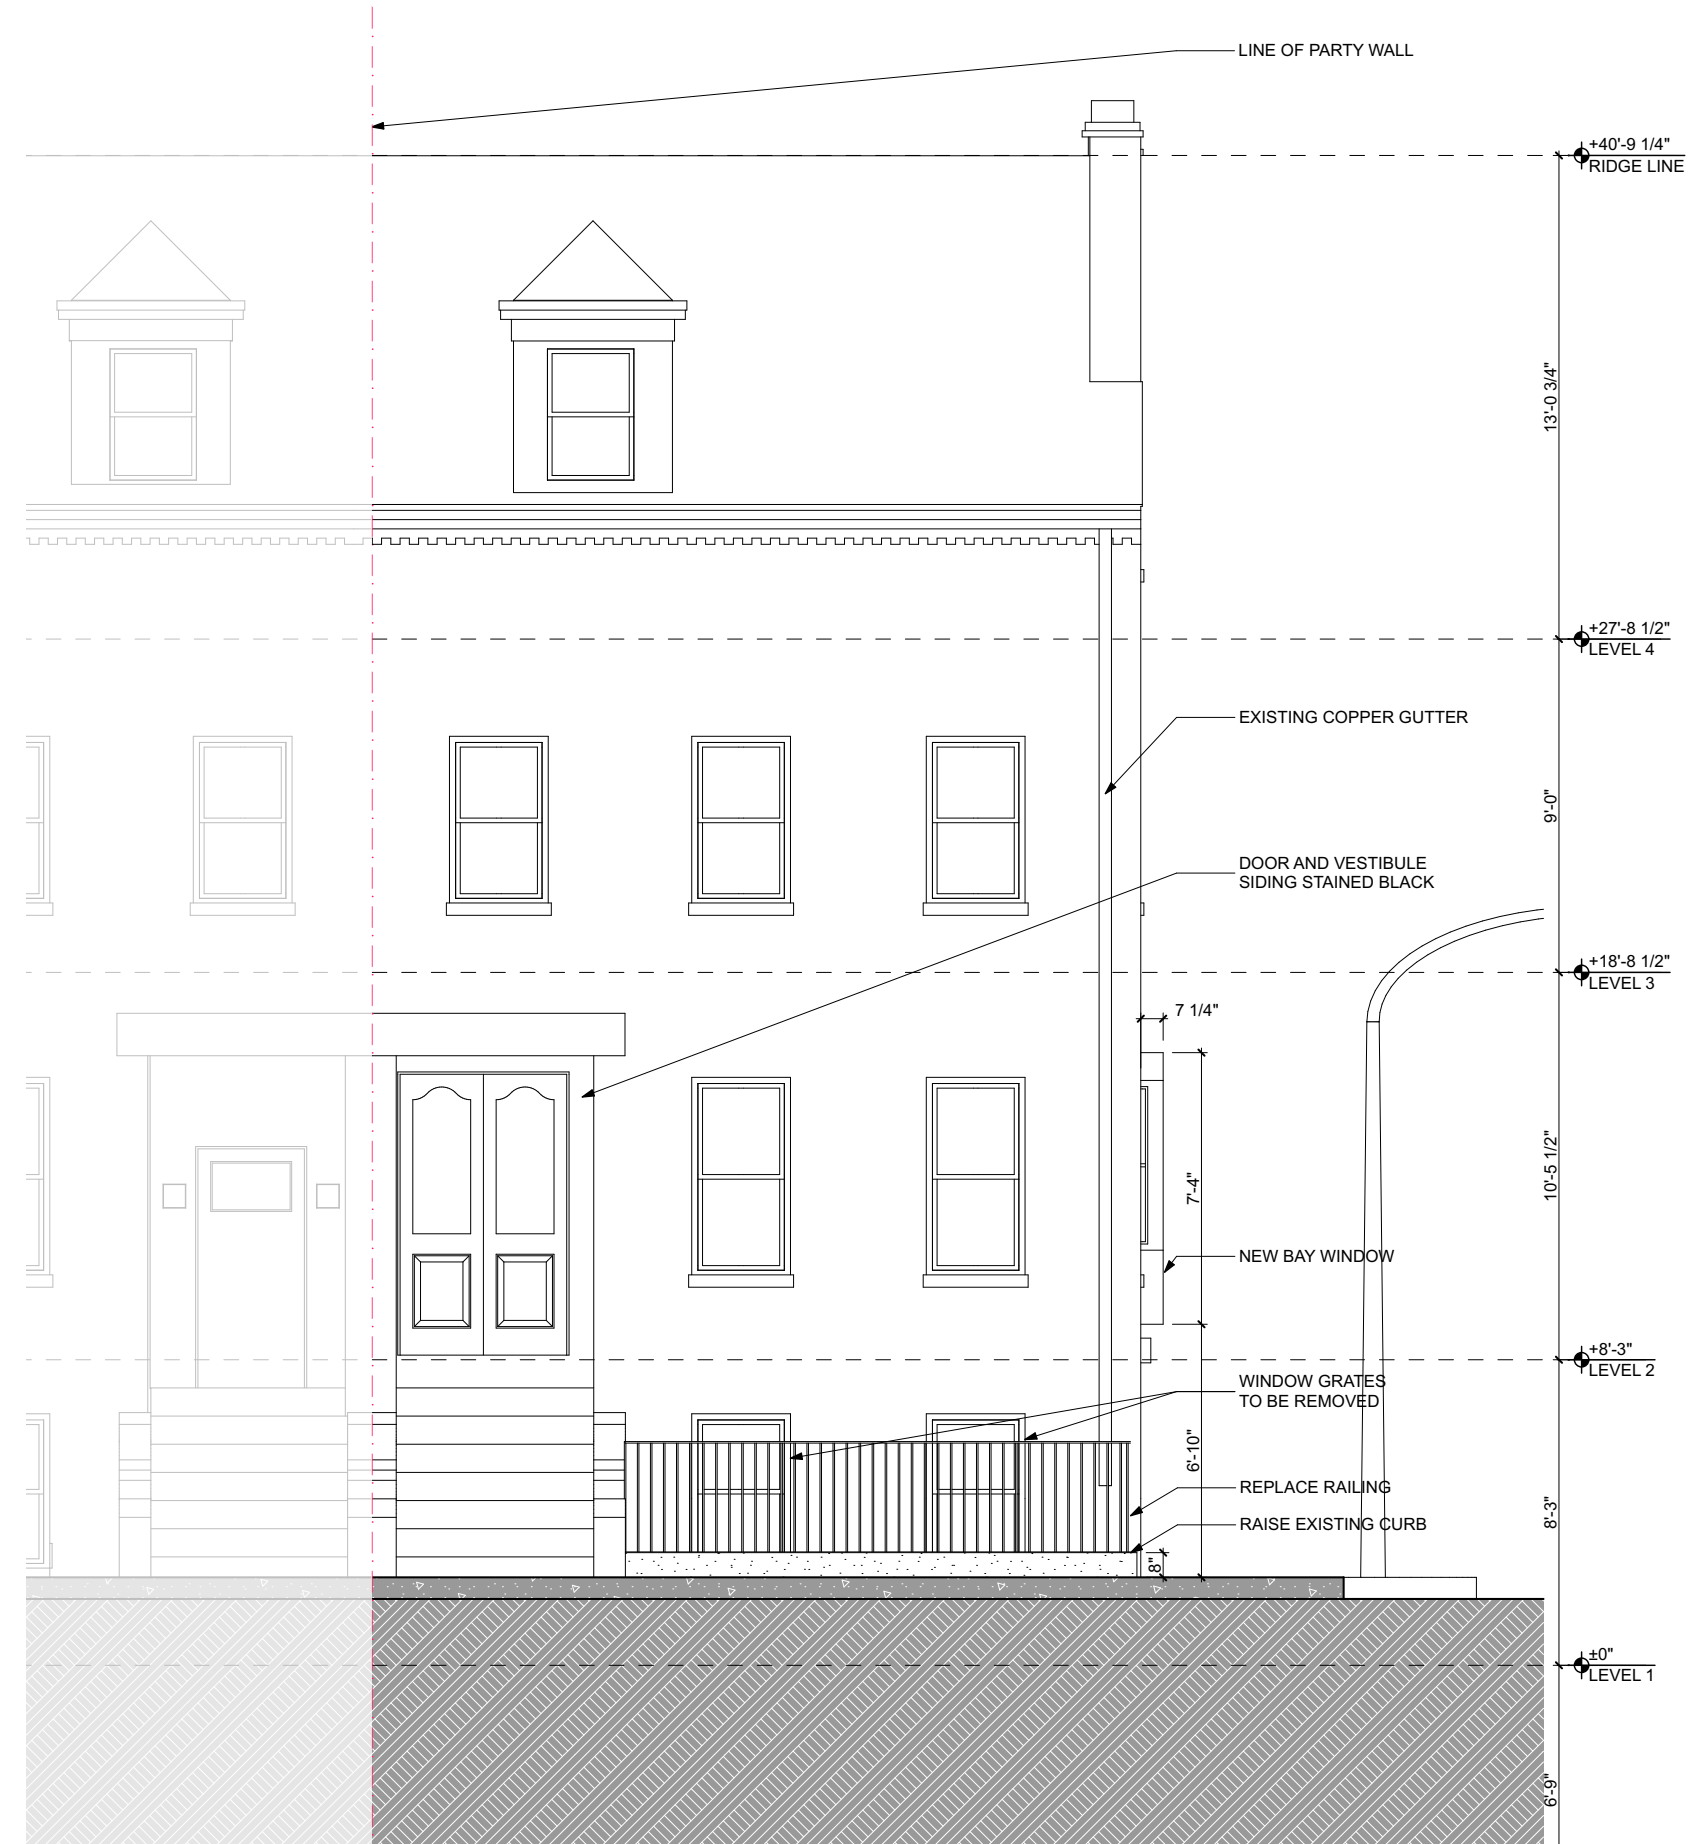 LINE OF PARTY WALL
+40'-9 1/4"
RIDGE LINE
13'-0 3/4"
+27'-8 1/2"
LEVEL 4
EXISTING COPPER GUTTER
9'-0"
DOOR AND VESTIBULE
SIDING STAINED BLACK
+18'-8 1/2"
LEVEL 3
7 1/4"
10'-5 1/2"
7'-4"
NEW BAY WINDOW
+8'-3"
LEVEL 2
WINDOW GRATES
TO BE REMOVED
6'-10"
REPLACE RAILING
8'-3"
RAISE EXISTING CURB
8"
±0"
LEVEL 1
6'-9"